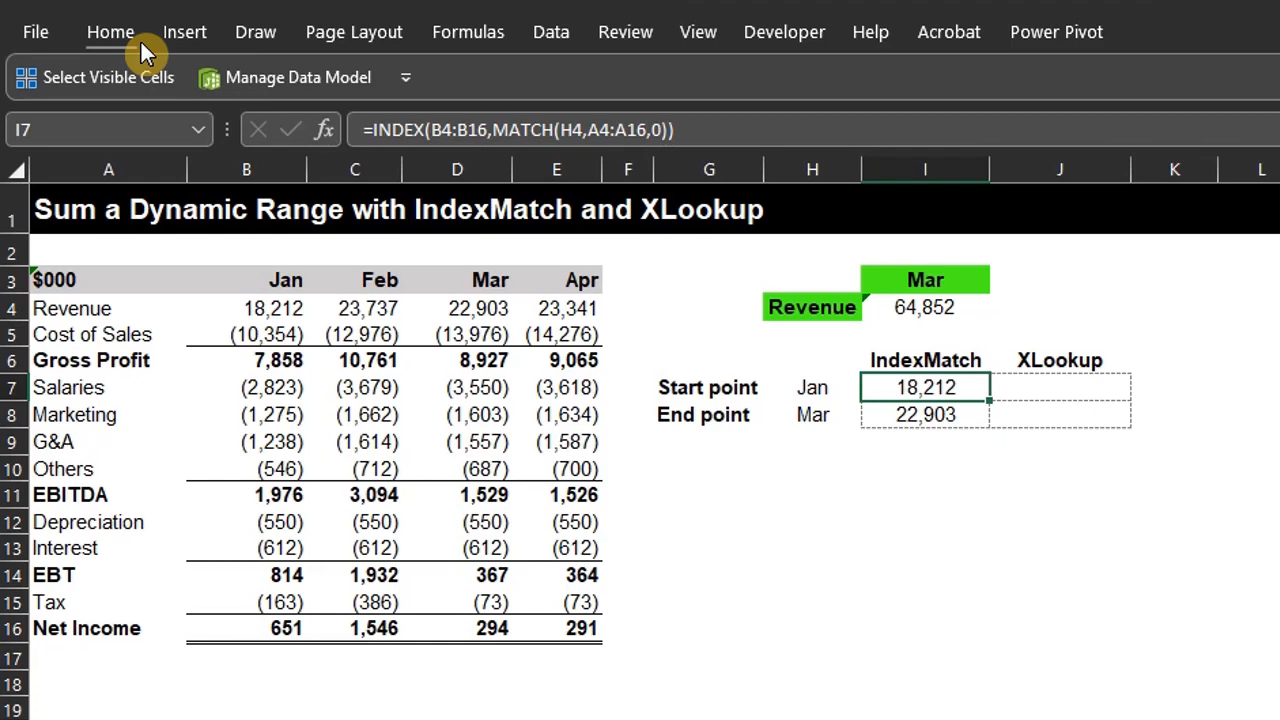 File Home Insert Draw Page Layout Formulas Data Review View Developer Help Acrobat Power Pivot
Select Visible Cells Manage Data Model
I7 fx =INDEX(B4:B16,MATCH(H4,A4:A16,0))
A B C D E F G H I J K L
1 Sum a Dynamic Range with IndexMatch and XLookup
2
3 $000 Jan Feb Mar Apr Mar
4 Revenue 18,212 23,737 22,903 23,341 Revenue 64,852
5 Cost of Sales (10,354) (12,976) (13,976) (14,276)
6 Gross Profit 7,858 10,761 8,927 9,065 IndexMatch XLookup
7 Salaries (2,823) (3,679) (3,550) (3,618) Start point Jan 18,212
8 Marketing (1,275) (1,662) (1,603) (1,634) End point Mar 22,903
9 G&A (1,238) (1,614) (1,557) (1,587)
10 Others (546) (712) (687) (700)
11 EBITDA 1,976 3,094 1,529 1,526
12 Depreciation (550) (550) (550) (550)
13 Interest (612) (612) (612) (612)
14 EBT 814 1,932 367 364
15 Tax (163) (386) (73) (73)
16 Net Income 651 1,546 294 291
17
18
19